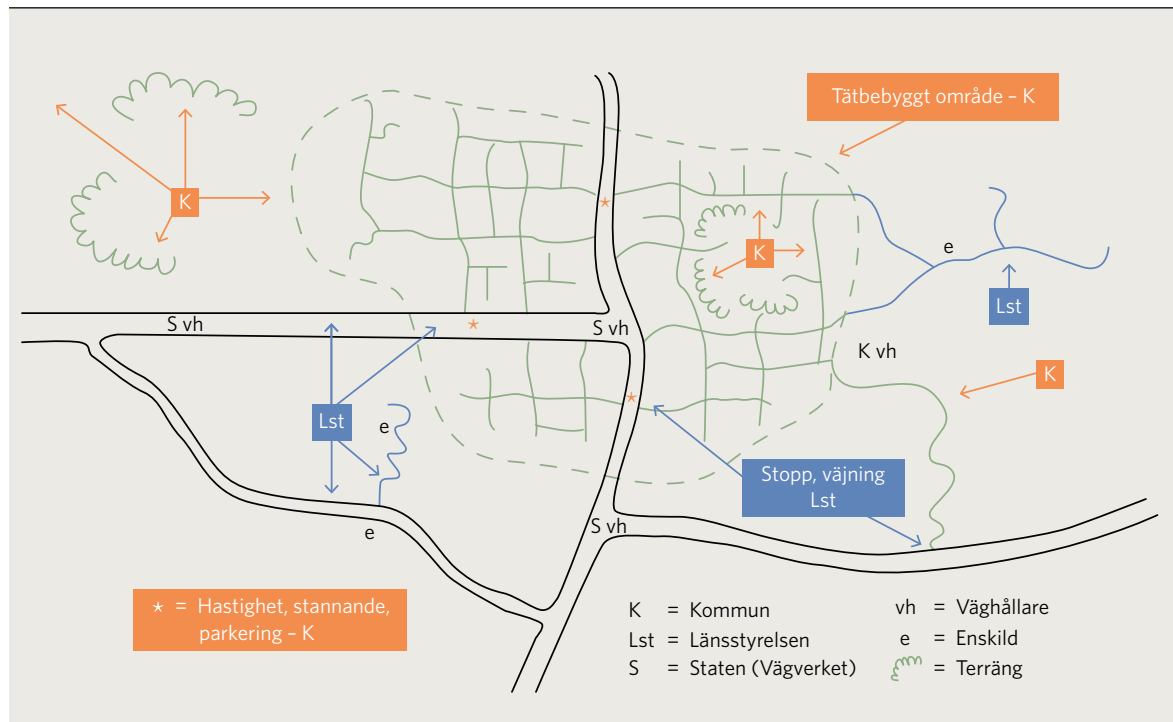 Tätbebyggt område – K
K
*
K
e
Lst
S vh
*
S vh
K vh
K
Lst
e
*
Stopp, väjning
Lst
S vh
e
* = Hastighet, stannande,
parkering – K
K = Kommun
Lst = Länsstyrelsen
S = Staten (Vägverket)
vh = Väghållare
e = Enskild
= Terräng